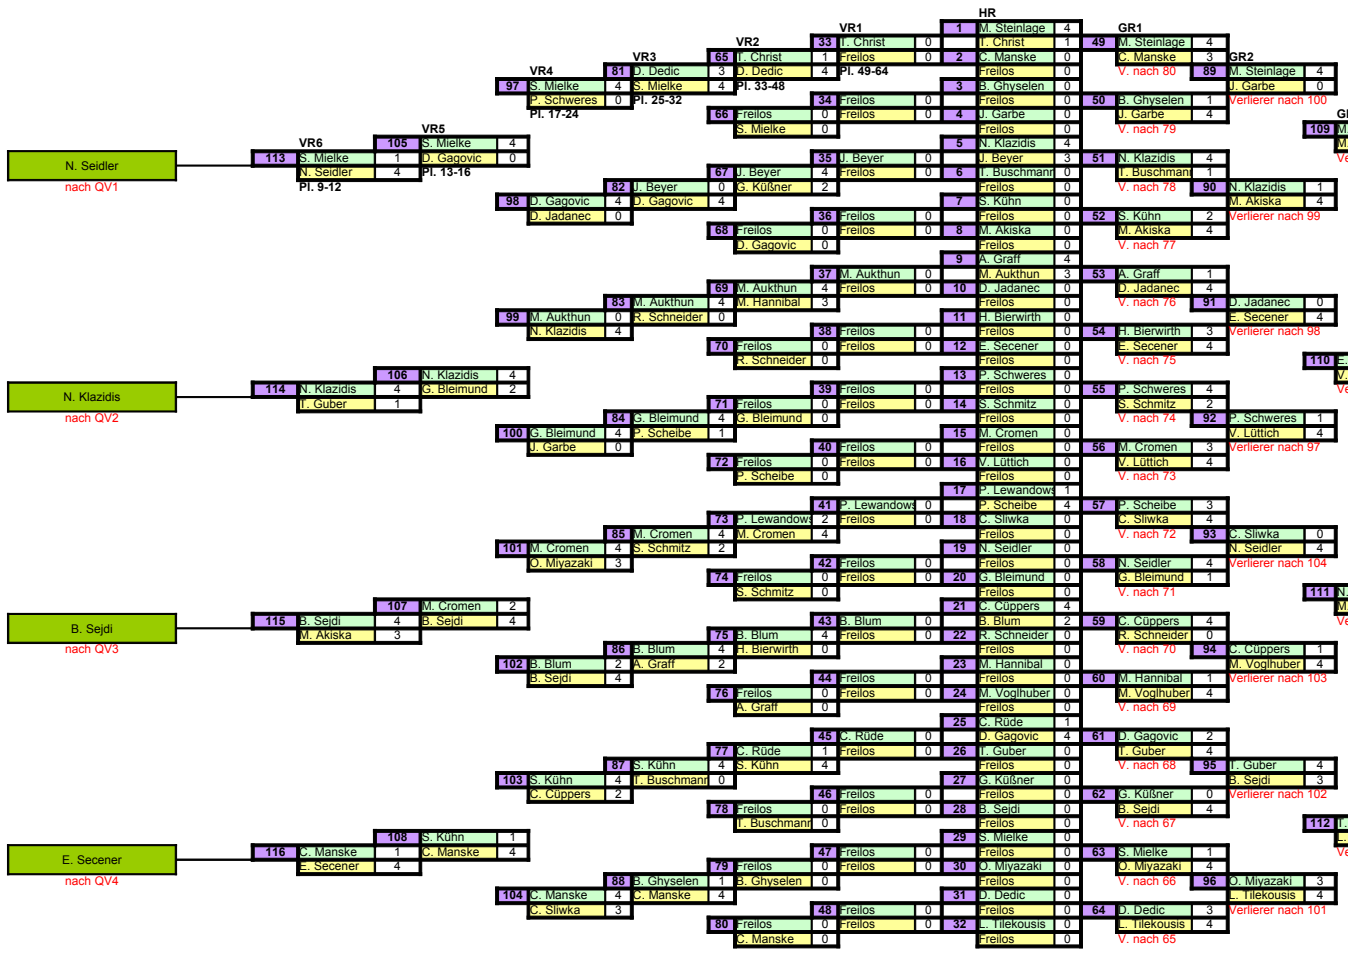 HR
VR1 1 M. Steinlage 4 GR1
VR2 33 T. Christ 0 T. Christ 1 49 M. Steinlage 4
VR3 65 T. Christ 1 Freilos 0 2 C. Manske 0 C. Manske 3 GR2
VR4 81 D. Dedic 3 D. Dedic 4 Pl. 49-64 Freilos 0 V. nach 80 89 M. Steinlage 4
97 S. Mielke 4 S. Mielke 4 Pl. 33-48 3 B. Ghyselen 0 J. Garbe 0
P. Schweres 0 Pl. 25-32 34 Freilos 0 Freilos 0 50 B. Ghyselen 1 Verlierer nach 100
Pl. 17-24 66 Freilos 0 Freilos 0 4 J. Garbe 0 J. Garbe 4
VR5 S. Mielke 0 Freilos 0 V. nach 79 109
VR6 105 S. Mielke 4 5 N. Klazidis 4
N. Seidler 113 S. Mielke 1 D. Gagovic 0 35 J. Beyer 0 J. Beyer 3 51 N. Klazidis 4
N. Seidler 4 Pl. 13-16 67 J. Beyer 4 Freilos 0 6 T. Buschmann 0 T. Buschmann 1
nach QV1 Pl. 9-12 82 J. Beyer 0 G. Küßner 2 Freilos 0 V. nach 78 90 N. Klazidis 1
98 D. Gagovic 4 D. Gagovic 4 7 S. Kühn 0 M. Akiska 4
D. Jadanec 0 36 Freilos 0 Freilos 0 52 S. Kühn 2 Verlierer nach 99
68 Freilos 0 Freilos 0 8 M. Akiska 0 M. Akiska 4
D. Gagovic 0 Freilos 0 V. nach 77
9 A. Graff 4
37 M. Aukthun 0 M. Aukthun 3 53 A. Graff 1
69 M. Aukthun 4 Freilos 0 10 D. Jadanec 0 D. Jadanec 4
83 M. Aukthun 4 M. Hannibal 3 Freilos 0 V. nach 76 91 D. Jadanec 0
99 M. Aukthun 0 R. Schneider 0 11 H. Bierwirth 0 E. Secener 4
N. Klazidis 4 38 Freilos 0 Freilos 0 54 H. Bierwirth 3 Verlierer nach 98
70 Freilos 0 Freilos 0 12 E. Secener 0 E. Secener 4
R. Schneider 0 Freilos 0 V. nach 75 110
106 N. Klazidis 4 13 P. Schweres 0
N. Klazidis 114 N. Klazidis 4 G. Bleimund 2 39 Freilos 0 Freilos 0 55 P. Schweres 4
T. Guber 1 71 Freilos 0 Freilos 0 14 S. Schmitz 0 S. Schmitz 2
nach QV2 84 G. Bleimund 4 G. Bleimund 0 Freilos 0 V. nach 74 92 P. Schweres 1
100 G. Bleimund 4 P. Scheibe 1 15 M. Cromen 0 V. Lüttich 4
J. Garbe 0 40 Freilos 0 Freilos 0 56 M. Cromen 3 Verlierer nach 97
72 Freilos 0 Freilos 0 16 V. Lüttich 0 V. Lüttich 4
P. Scheibe 0 Freilos 0 V. nach 73
17 P. Lewandows 1
41 P. Lewandows 0 P. Scheibe 4 57 P. Scheibe 3
73 P. Lewandows 2 Freilos 0 18 C. Sliwka 0 C. Sliwka 4
85 M. Cromen 4 M. Cromen 4 Freilos 0 V. nach 72 93 C. Sliwka 0
101 M. Cromen 4 S. Schmitz 2 19 N. Seidler 0 N. Seidler 4
O. Miyazaki 3 42 Freilos 0 Freilos 0 58 N. Seidler 4 Verlierer nach 104
74 Freilos 0 Freilos 0 20 G. Bleimund 0 G. Bleimund 1
S. Schmitz 0 Freilos 0 V. nach 71 111
107 M. Cromen 2 21 C. Cüppers 4
B. Sejdi 115 B. Sejdi 4 B. Sejdi 4 43 B. Blum 0 B. Blum 2 59 C. Cüppers 4
M. Akiska 3 75 B. Blum 4 Freilos 0 22 R. Schneider 0 R. Schneider 0
nach QV3 86 B. Blum 4 H. Bierwirth 0 Freilos 0 V. nach 70 94 C. Cüppers 1
102 B. Blum 2 A. Graff 2 23 M. Hannibal 0 M. Voglhuber 4
B. Sejdi 4 44 Freilos 0 Freilos 0 60 M. Hannibal 1 Verlierer nach 103
76 Freilos 0 Freilos 0 24 M. Voglhuber 0 M. Voglhuber 4
A. Graff 0 Freilos 0 V. nach 69
25 C. Rüde 1
45 C. Rüde 0 D. Gagovic 4 61 D. Gagovic 2
77 C. Rüde 1 Freilos 0 26 T. Guber 0 T. Guber 4
87 S. Kühn 4 S. Kühn 4 Freilos 0 V. nach 68 95 T. Guber 4
103 S. Kühn 4 T. Buschmann 0 27 G. Küßner 0 B. Sejdi 3
C. Cüppers 2 46 Freilos 0 Freilos 0 62 G. Küßner 0 Verlierer nach 102
78 Freilos 0 Freilos 0 28 B. Sejdi 0 B. Sejdi 4
T. Buschmann 0 Freilos 0 V. nach 67 112
108 S. Kühn 1 29 S. Mielke 0
E. Secener 116 C. Manske 1 C. Manske 4 47 Freilos 0 Freilos 0 63 S. Mielke 1
E. Secener 4 79 Freilos 0 Freilos 0 30 O. Miyazaki 0 O. Miyazaki 4
nach QV4 88 B. Ghyselen 1 B. Ghyselen 0 Freilos 0 V. nach 66 96 O. Miyazaki 3
104 C. Manske 4 C. Manske 4 31 D. Dedic 0 L. Tilekousis 4
C. Sliwka 3 48 Freilos 0 Freilos 0 64 D. Dedic 3 Verlierer nach 101
80 Freilos 0 Freilos 0 32 L. Tilekousis 0 L. Tilekousis 4
C. Manske 0 Freilos 0 V. nach 65